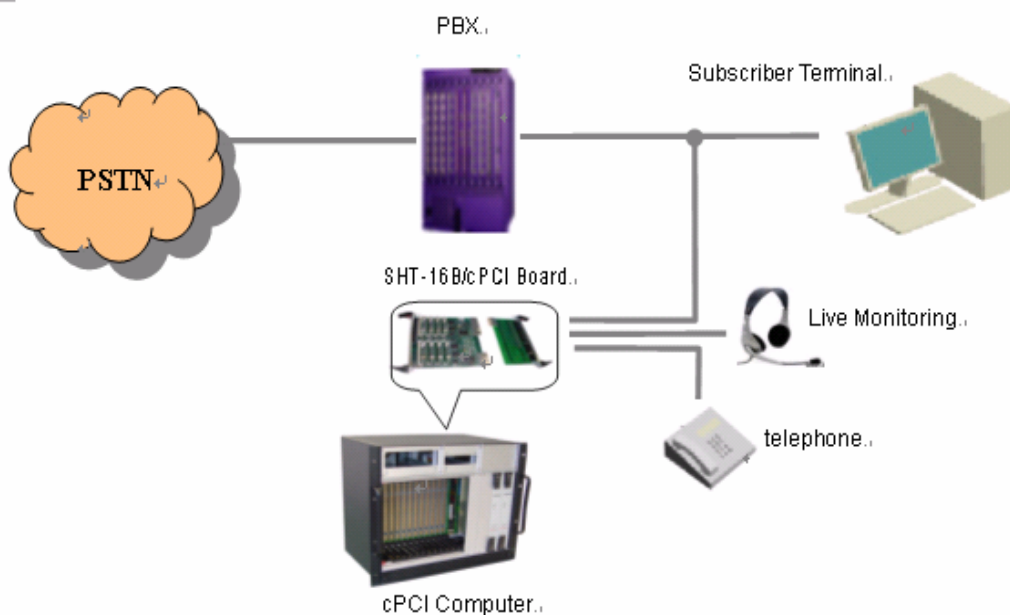 PBX
Subscriber Terminal
PSTN
SHT-16B/cPCI Board
Live Monitoring
telephone
cPCI Computer